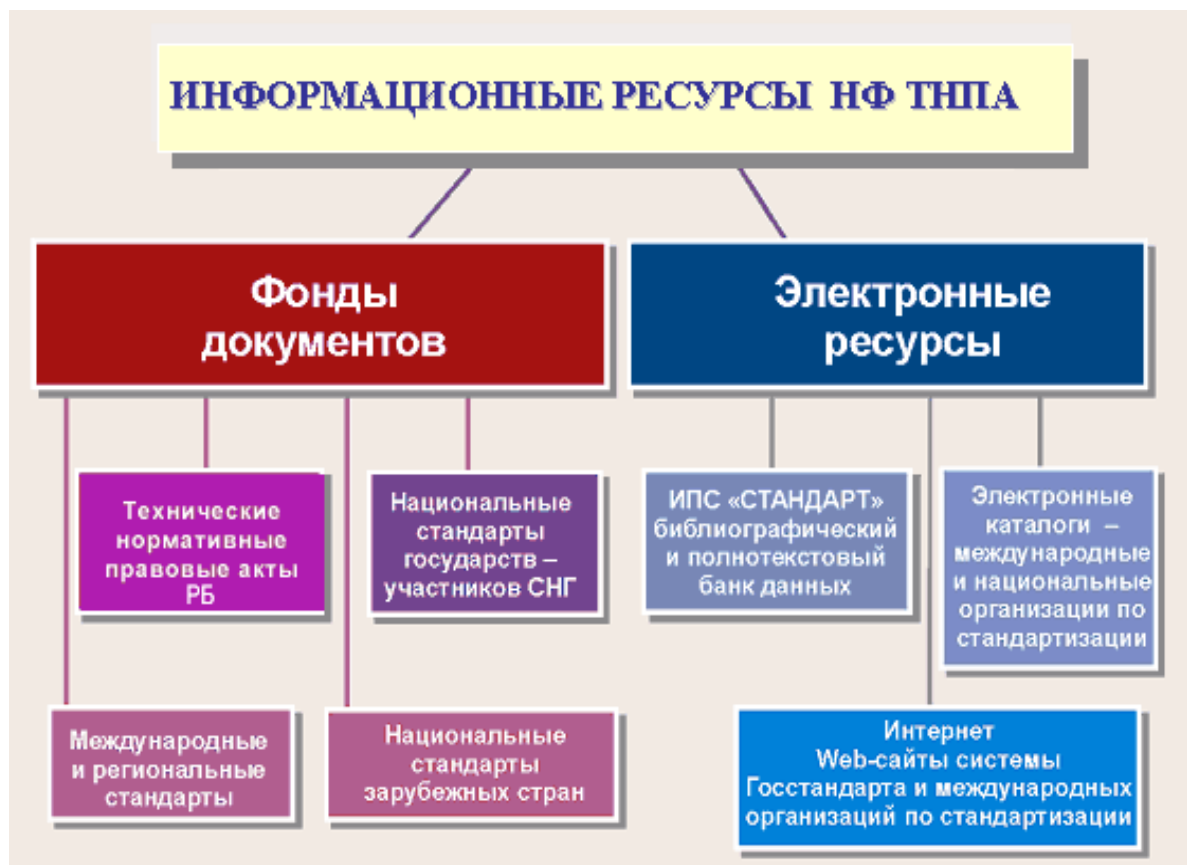 ИНФОРМАЦИОННЫЕ РЕСУРСЫ НФ ТНПА
Фонды
документов
Электронные
ресурсы
Технические
нормативные
правовые акты
РБ
Национальные
стандарты
государств –
участников СНГ
ИПС «СТАНДАРТ»
библиографический
и полнотекстовый
банк данных
Электронные
каталоги –
международные
и национальные
организации по
стандартизации
Международные
и региональные
стандарты
Национальные
стандарты
зарубежных стран
Интернет
Web-сайты системы
Госстандарта и международных
организаций по стандартизации